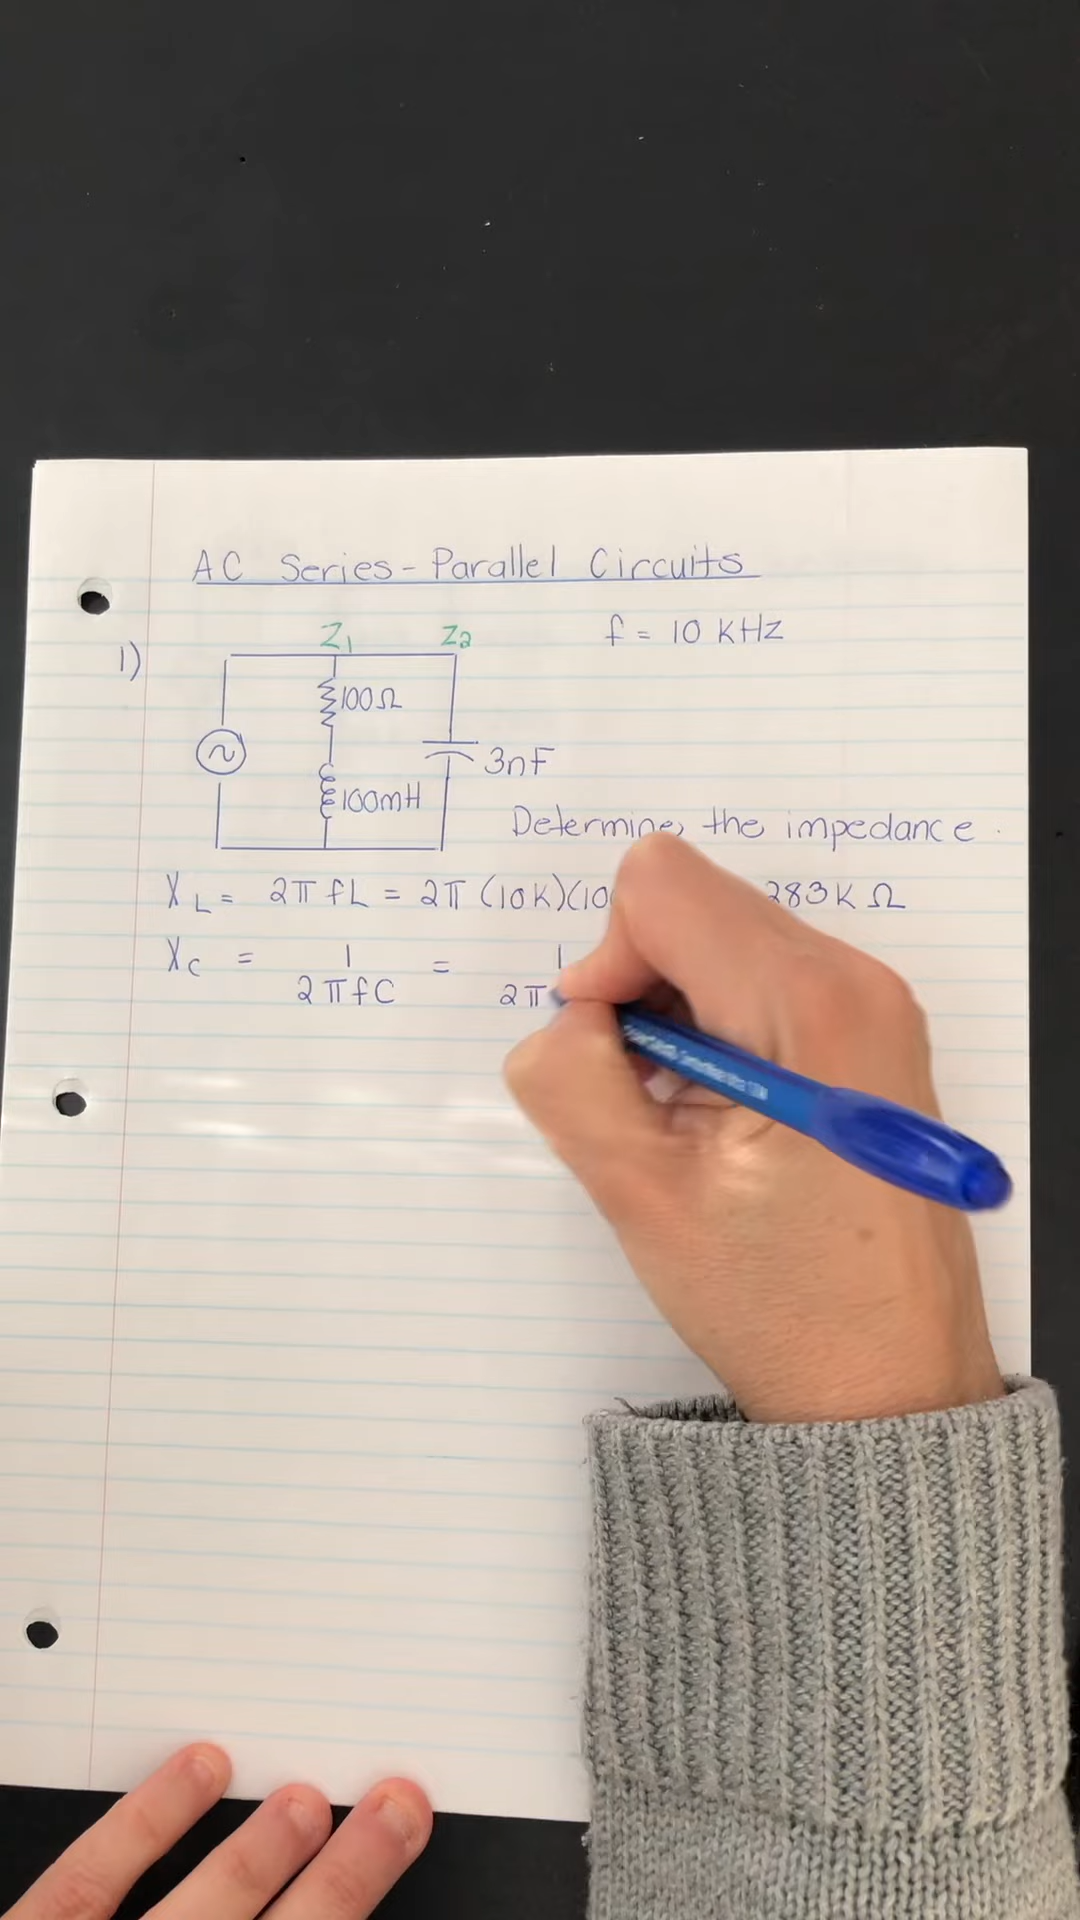 AC Series-Parallel Circuits
Z1 Z2
f = 10 KHz
1)
100Ω
3nF
100mH
Determine the impedance
XL = 2π fL = 2π (10K)(10 283K Ω
XC = 1 / 2πfC = 1 / 2π